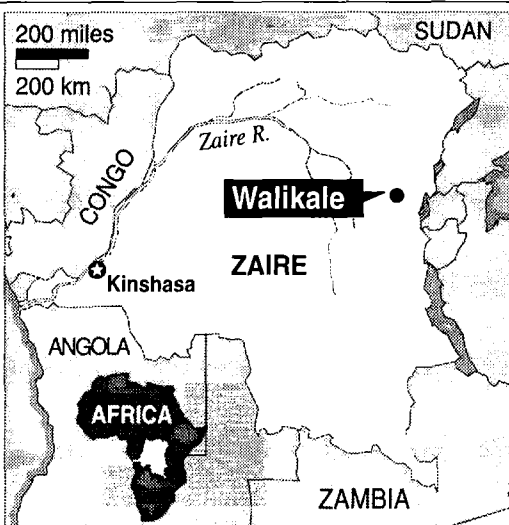 200 miles
200 km
SUDAN
Zaire R.
CONGO
Walikale
ZAIRE
Kinshasa
ANGOLA
AFRICA
ZAMBIA